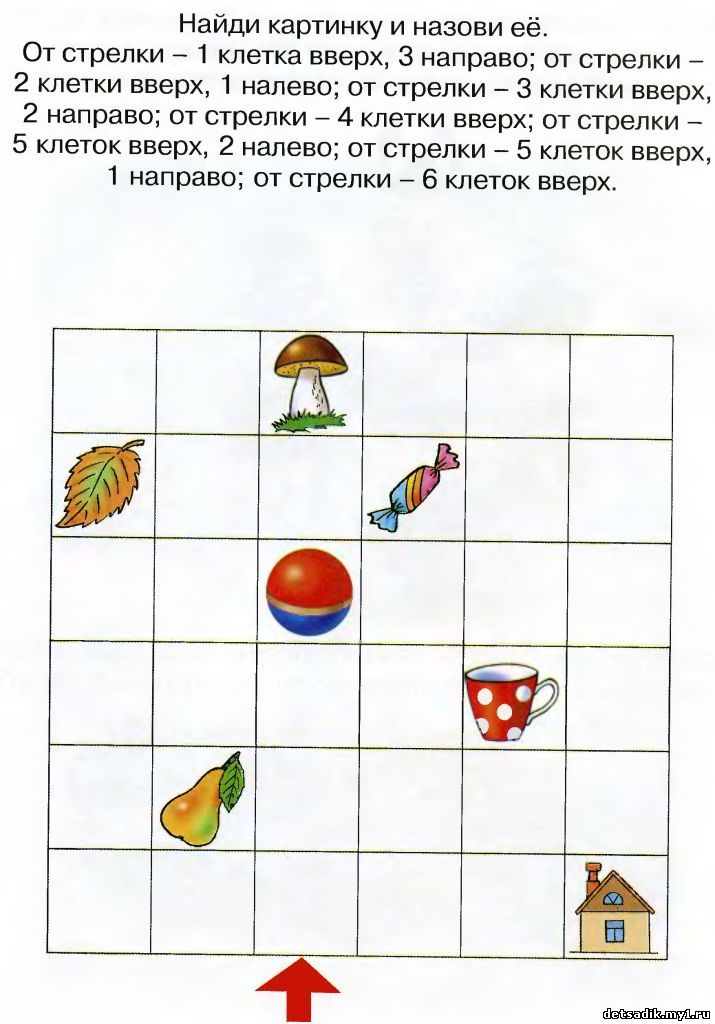 Найди картинку и назови её.
От стрелки – 1 клетка вверх, 3 направо; от стрелки –
2 клетки вверх, 1 налево; от стрелки – 3 клетки вверх,
2 направо; от стрелки – 4 клетки вверх; от стрелки –
5 клеток вверх, 2 налево; от стрелки – 5 клеток вверх,
1 направо; от стрелки – 6 клеток вверх.
detsadik.my1.ru